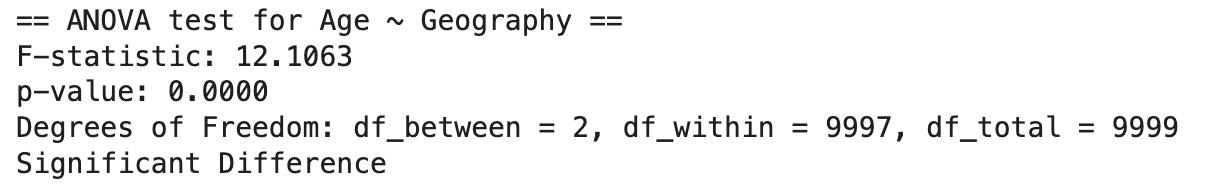 == ANOVA test for Age ~ Geography ==
F-statistic: 12.1063
p-value: 0.0000
Degrees of Freedom: df_between = 2, df_within = 9997, df_total = 9999
Significant Difference